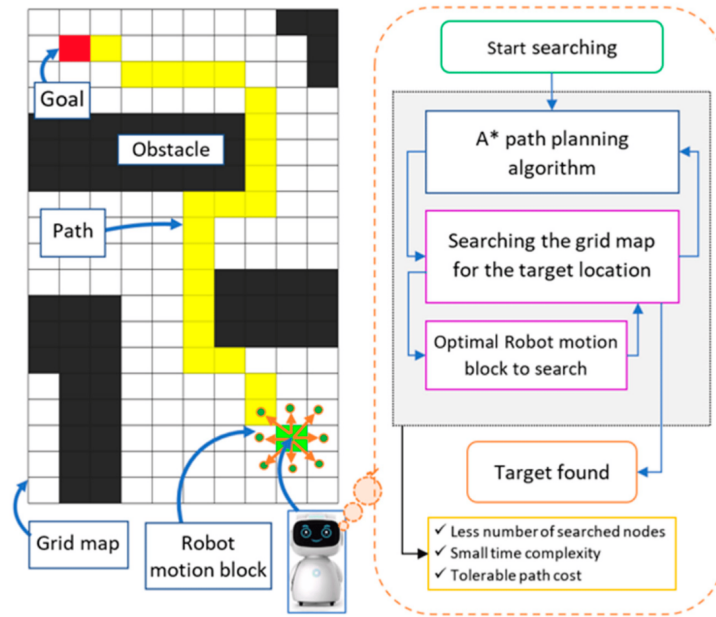 Goal
Obstacle
Path
Grid map
Robot
motion block
Start searching
A* path planning
algorithm
Searching the grid map
for the target location
Optimal Robot motion
block to search
Target found
✓ Less number of searched nodes
✓ Small time complexity
✓ Tolerable path cost